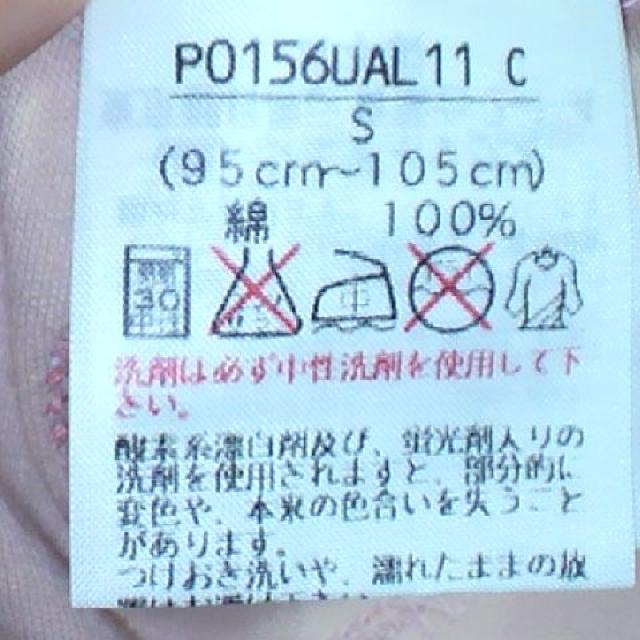 P0156UAL11 C
S
(95cm~105cm)
綿 100%
30 中
洗剤は必ず中性洗剤を使用して下
さい。
酸素系漂白剤及び、蛍光剤入りの
洗剤を使用されますと、部分的に
変色や、本来の色合いを失うこと
があります。
つけおき洗いや、濡れたままの放